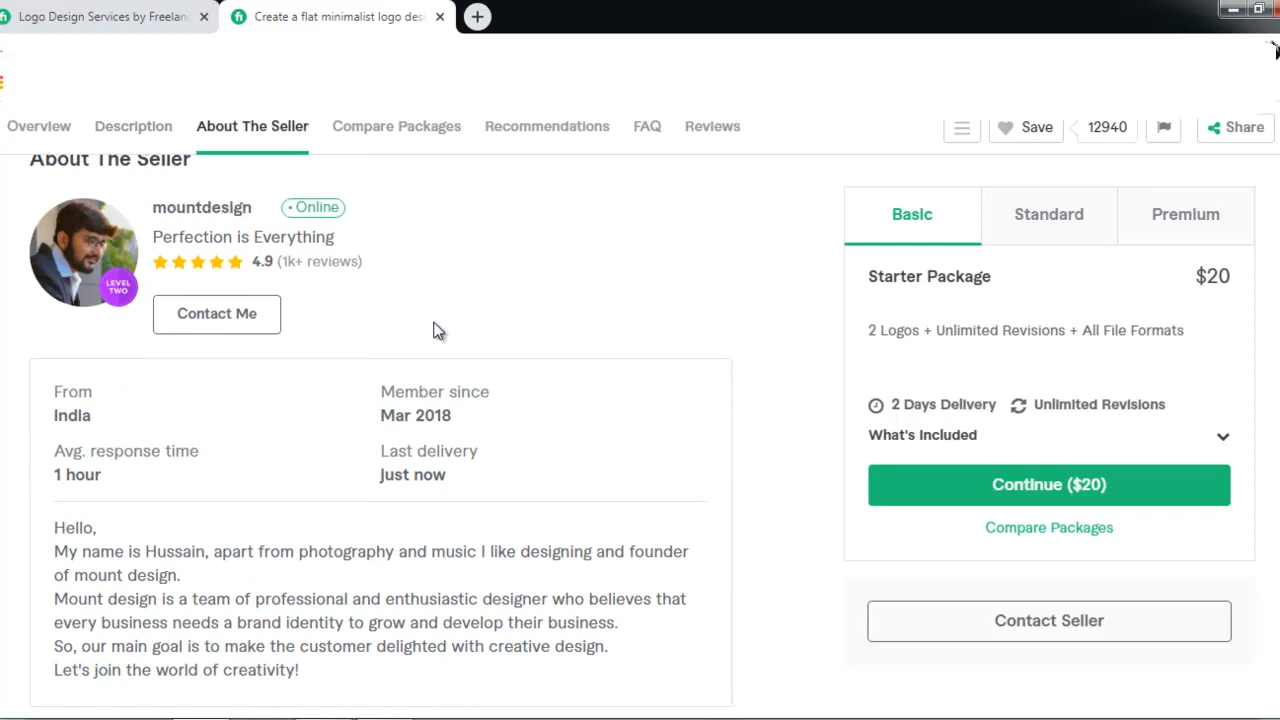 Logo Design Services by Freelanc
Create a flat minimalist logo des
Overview Description About The Seller Compare Packages Recommendations FAQ Reviews
Save 12940 Share
About The Seller
mountdesign • Online
Perfection is Everything
4.9 (1k+ reviews)
LEVEL
TWO
Contact Me
From
India
Member since
Mar 2018
Avg. response time
1 hour
Last delivery
Just now
Hello,
My name is Hussain, apart from photography and music I like designing and founder
of mount design.
Mount design is a team of professional and enthusiastic designer who believes that
every business needs a brand identity to grow and develop their business.
So, our main goal is to make the customer delighted with creative design.
Let's join the world of creativity!
Basic Standard Premium
Starter Package $20
2 Logos + Unlimited Revisions + All File Formats
2 Days Delivery Unlimited Revisions
What's Included
Continue ($20)
Compare Packages
Contact Seller